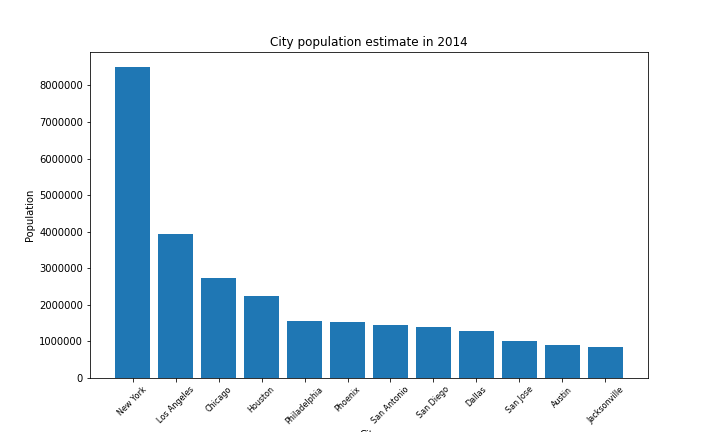 City population estimate in 2014
8000000
7000000
6000000
5000000
4000000
3000000
2000000
1000000
0
Population
New York
Los Angeles
Chicago
Houston
Philadelphia
Phoenix
San Antonio
San Diego
Dallas
San Jose
Austin
Jacksonville